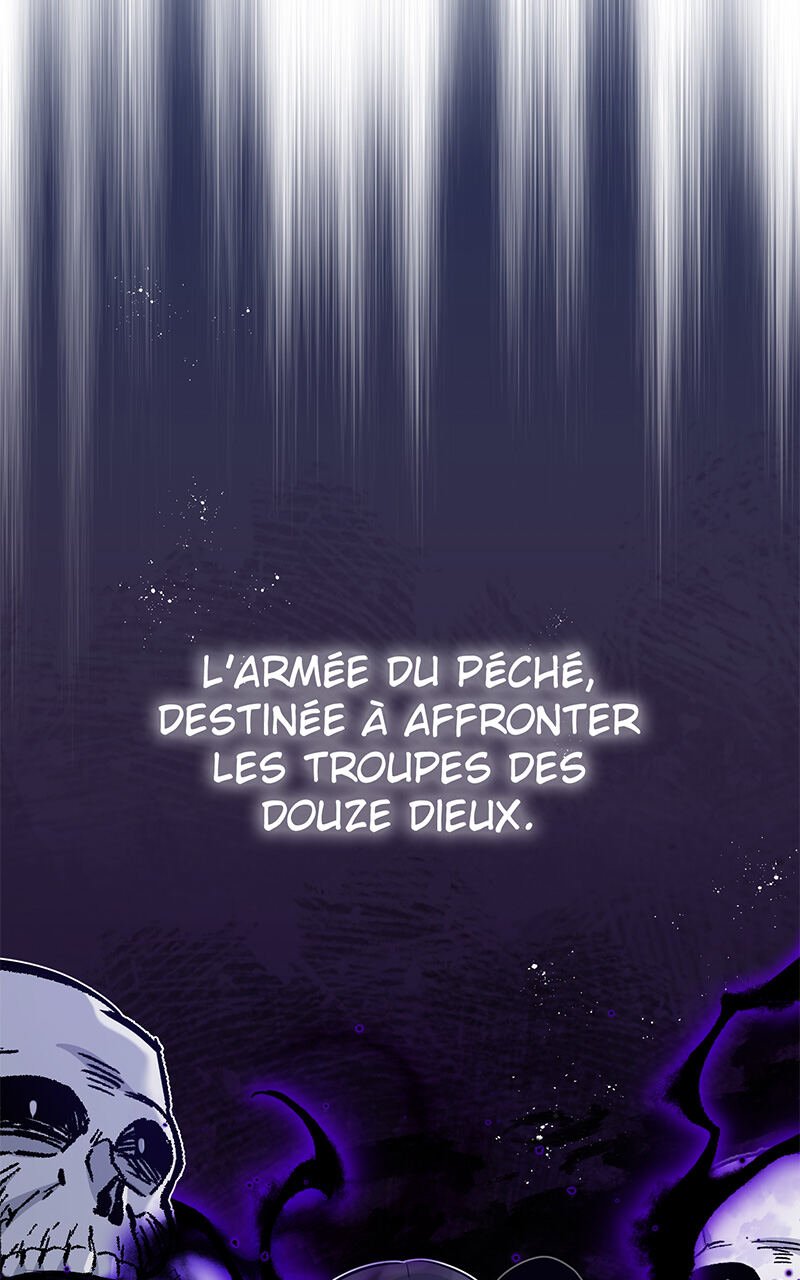 L'ARMÉE DU PÉCHÉ,
DESTINÉE À AFFRONTER
LES TROUPES DES
DOUZE DIEUX.